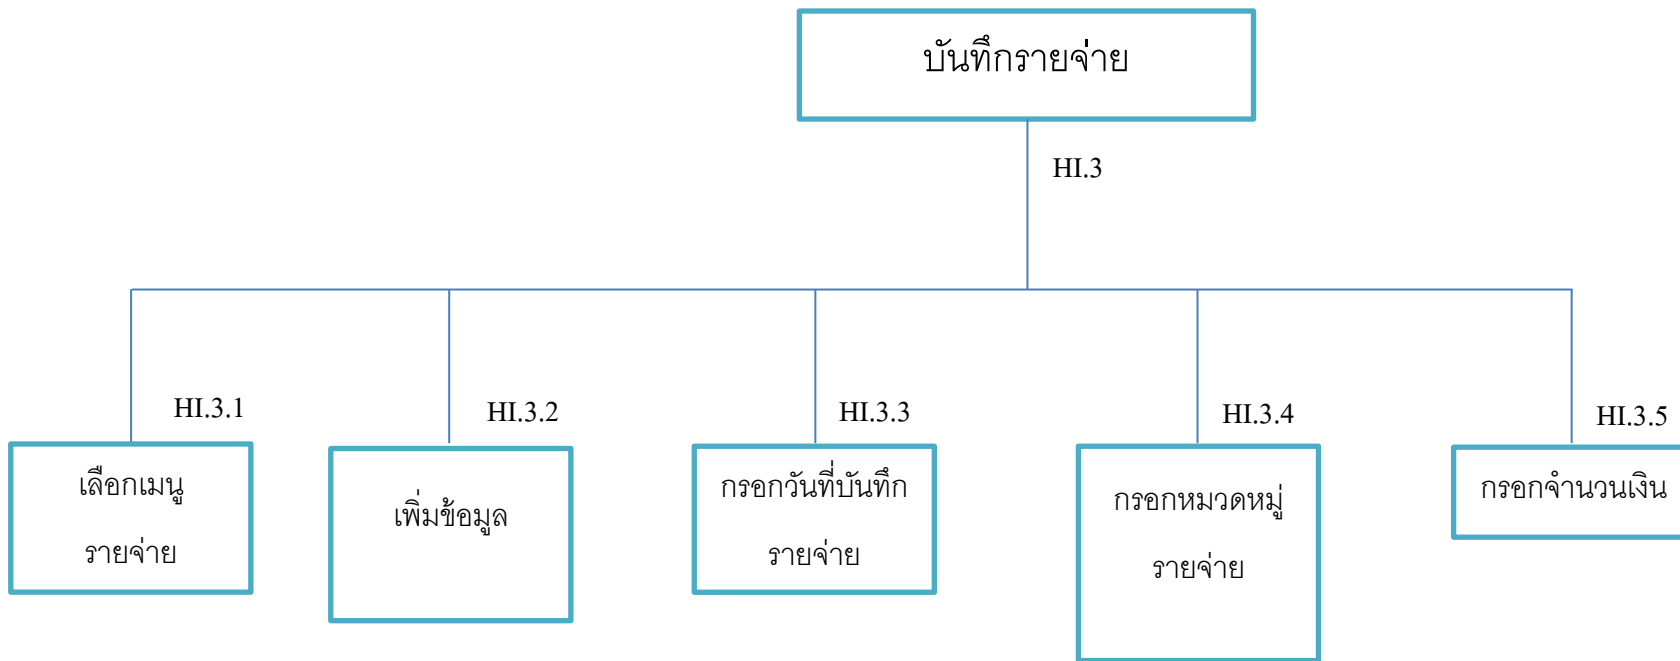 บันทึกรายจ่าย
HI.3
HI.3.1
HI.3.2
HI.3.3
HI.3.4
HI.3.5
เลือกเมนู
รายจ่าย
เพิ่มข้อมูล
กรอกวันที่บันทึก
รายจ่าย
กรอกหมวดหมู่
รายจ่าย
กรอกจำนวนเงิน